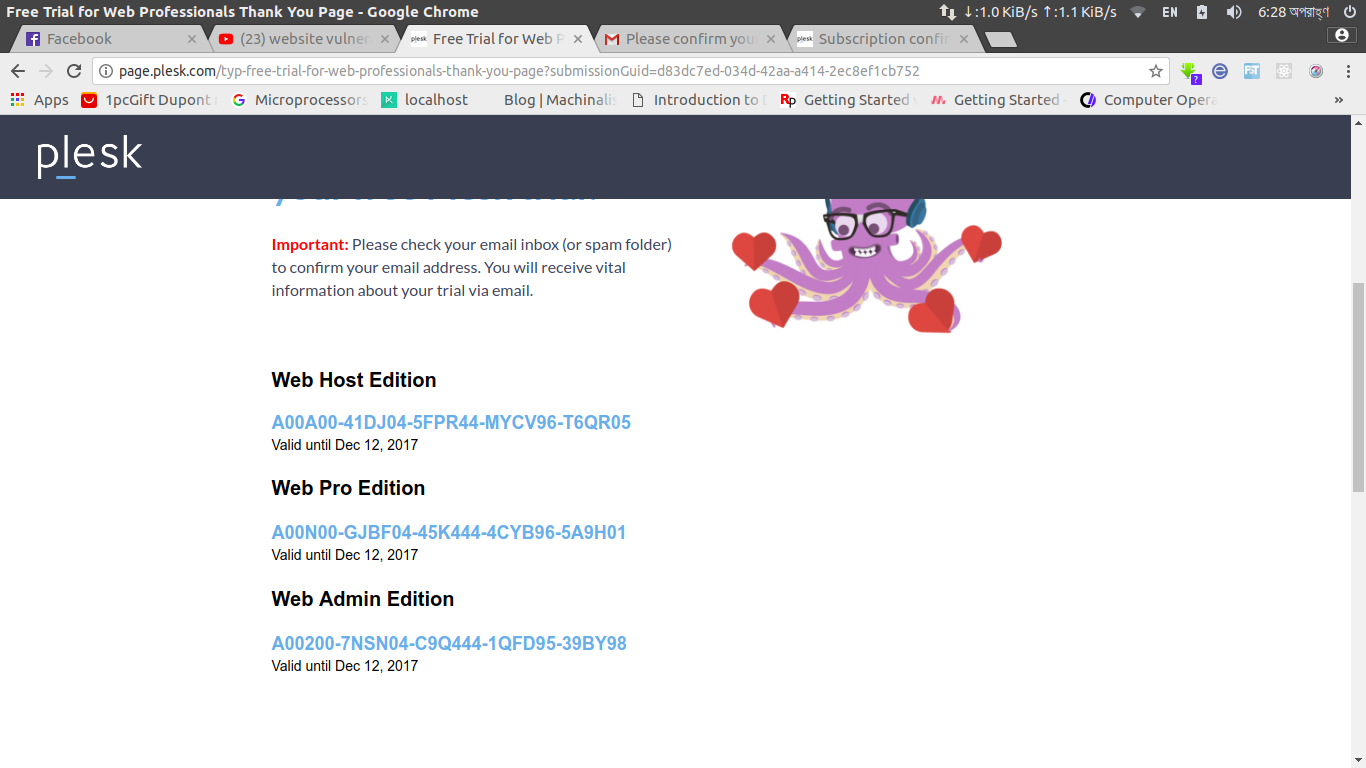 Free Trial for Web Professionals Thank You Page - Google Chrome
↓:1.0 KiB/s ↑:1.1 KiB/s EN 6:28 অপরাহ্ণ
Facebook
(23) website vulner
Free Trial for Web P
Please confirm you
Subscription confir
page.plesk.com/typ-free-trial-for-web-professionals-thank-you-page?submissionGuid=d83dc7ed-034d-42aa-a414-2ec8ef1cb752
Apps 1pcGift Dupont Microprocessors localhost Blog | Machinalis Introduction to Getting Started Getting Started Computer Opera »
plesk
your free Plesk trial!
Important: Please check your email inbox (or spam folder)
to confirm your email address. You will receive vital
information about your trial via email.
Web Host Edition
A00A00-41DJ04-5FPR44-MYCV96-T6QR05
Valid until Dec 12, 2017
Web Pro Edition
A00N00-GJBF04-45K444-4CYB96-5A9H01
Valid until Dec 12, 2017
Web Admin Edition
A00200-7NSN04-C9Q444-1QFD95-39BY98
Valid until Dec 12, 2017